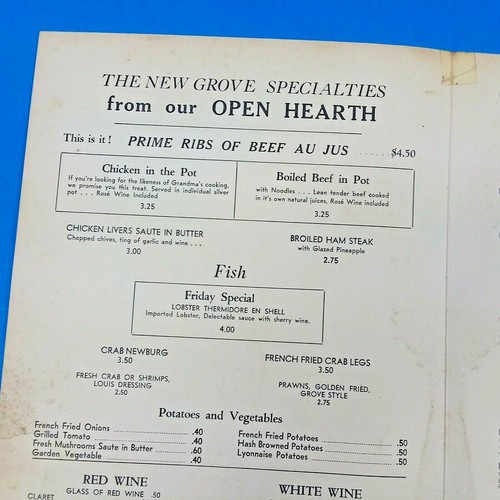 THE NEW GROVE SPECIALTIES
from our OPEN HEARTH
This is it! PRIME RIBS OF BEEF AU JUS ...... $4.50
Chicken in the Pot
If you're looking for the likeness of Grandma's cooking,
we promise you this treat. Served in individual silver
pot . . . Rosé Wine Included
3.25
Boiled Beef in Pot
with Noodles . . . Lean tender beef cooked
in it's own natural juices, Rosé Wine included
3.25
CHICKEN LIVERS SAUTE IN BUTTER
Chopped chives, ting of garlic and wine . . .
3.00
BROILED HAM STEAK
with Glazed Pineapple
2.75
Fish
Friday Special
LOBSTER THERMIDORE EN SHELL
Imported Lobster, Delectable sauce with sherry wine.
4.00
CRAB NEWBURG
3.50
FRENCH FRIED CRAB LEGS
3.50
FRESH CRAB OR SHRIMPS,
LOUIS DRESSING
2.50
PRAWNS, GOLDEN FRIED,
GROVE STYLE
2.75
Potatoes and Vegetables
French Fried Onions .40
Grilled Tomato .40
Fresh Mushrooms Saute in Butter .60
Garden Vegetable .40
French Fried Potatoes .50
Hash Browned Potatoes .50
Lyonnaise Potatoes .50
RED WINE
GLASS OF RED WINE .50
CLARET
WHITE WINE